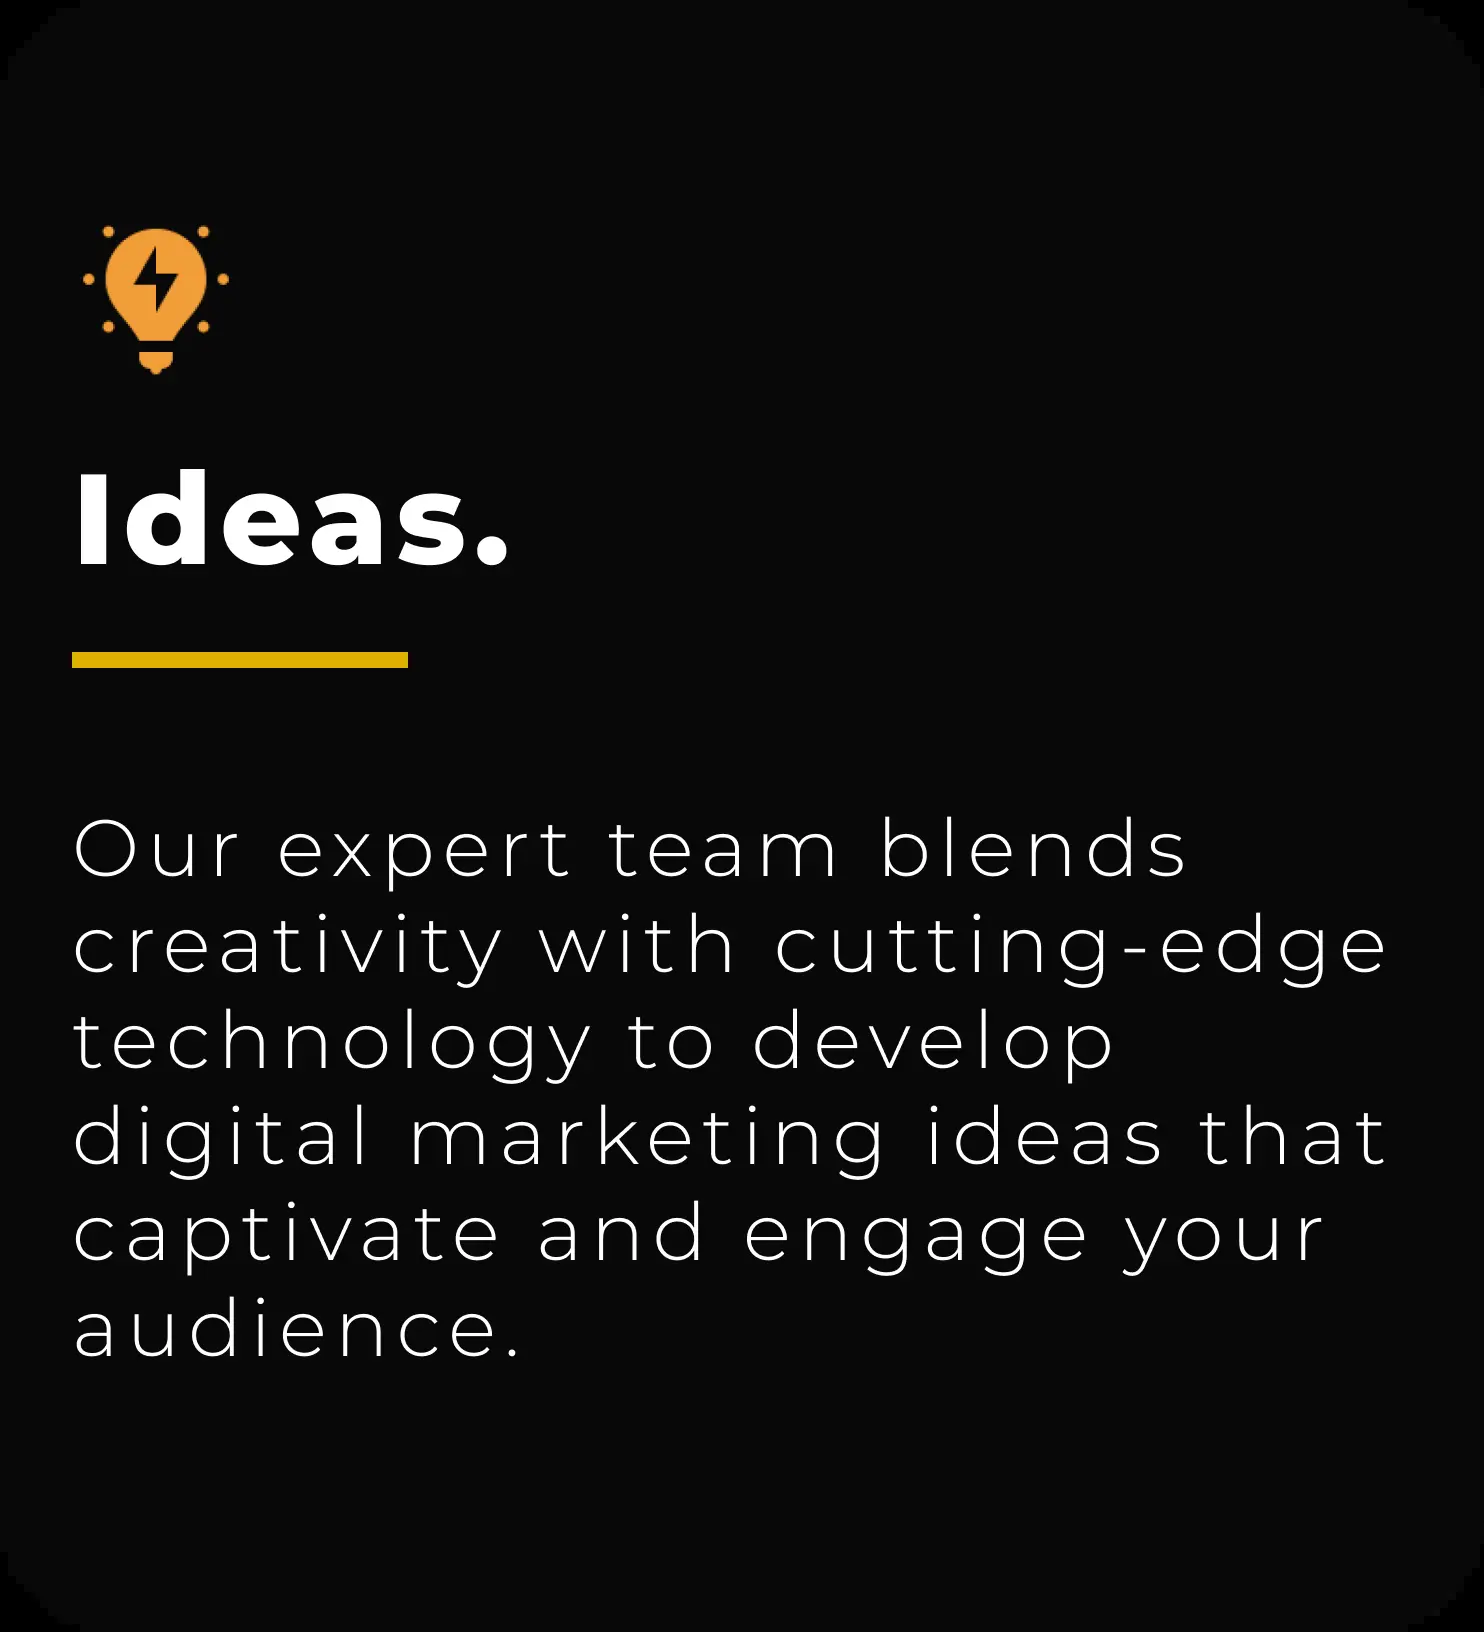 Ideas.
Our expert team blends
creativity with cutting-edge
technology to develop
digital marketing ideas that
captivate and engage your
audience.